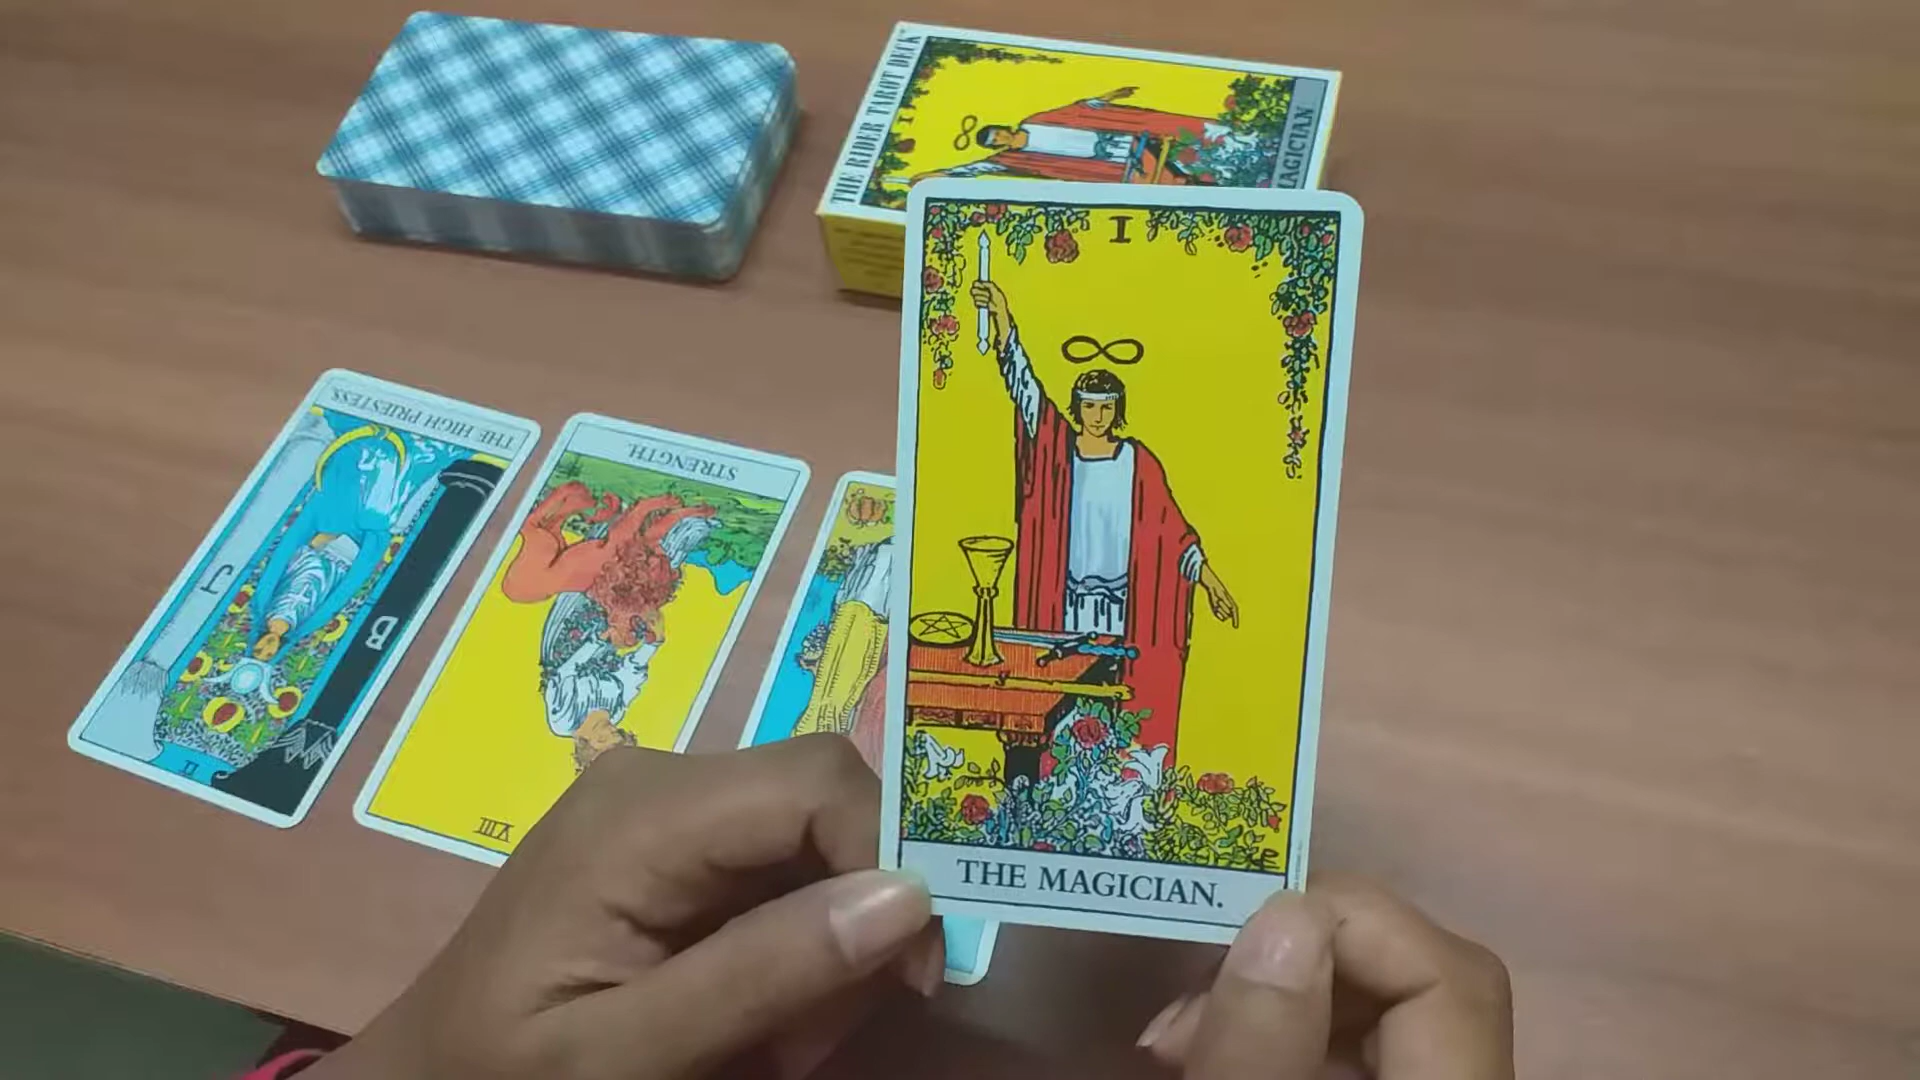 THE RIDER TAROT DECK
I
MAGICIAN
I
THE MAGICIAN.
THE HIGH PRIESTESS.
J
B
II
STRENGTH.
VIII